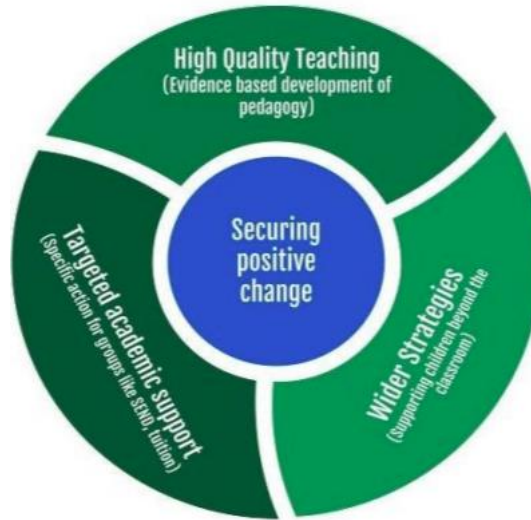 High Quality Teaching
(Evidence based development of
pedagogy)
Securing
positive
change
Targeted academic support
(Specific action for groups like SEND, tuition)
Wider Strategies
(Supporting children beyond the
classroom)